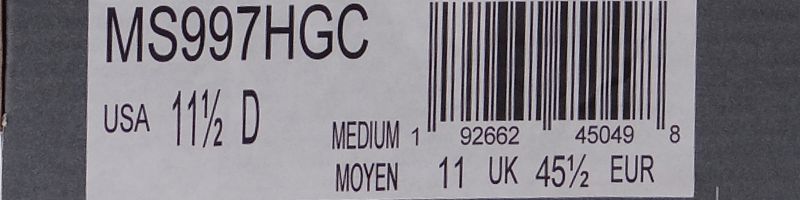 MS997HGC
USA 11½ D
MEDIUM 1 92662 45049 8
MOYEN 11 UK 45½ EUR